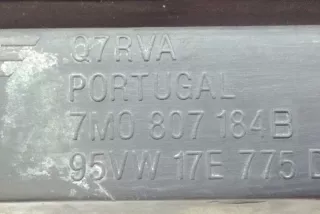 Q7RVA
PORTUGAL
7M0 807 184B
95VW 17E 775 D